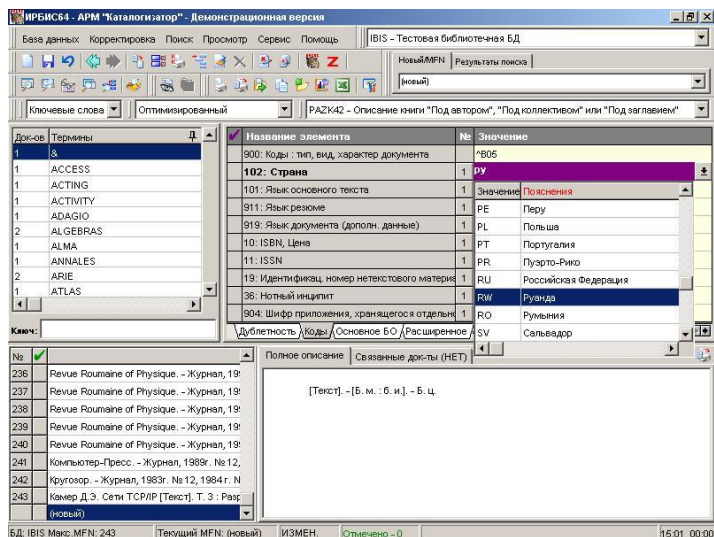 ИРБИС64 - АРМ "Каталогизатор" - Демонстрационная версия
База данных Корректировка Поиск Просмотр Сервис Помощь
IBIS - Тестовая библиотечная БД
Новый/MFN Результаты поиска
(новый)
Ключевые слова Оптимизированный PAZK42 - Описание книги "Под автором", "Под коллективом" или "Под заглавием"
Док-ов Термины
1 &
1 ACCESS
1 ACTING
1 ACTIVITY
1 ADAGIO
2 ALGEBRAS
1 ALMA
1 ANNALES
2 ARIE
1 ATLAS
Ключ:
Название элемента № Значение
900: Коды : тип, вид, характер документа ^B05
102: Страна 1 ру
101: Язык основного текста 1
911: Язык резюме 1
919: Язык документа (дополн. данные) 1
10: ISBN, Цена 1
11: ISSN 1
19: Идентификац. номер нетекстового материа 1
36: Нотный инципит 1
904: Шифр приложения, хранящегося отдельно 1
Значение Пояснения
PE Перу
PL Польша
PT Португалия
PR Пуэрто-Рико
RU Российская Федерация
RW Руанда
RO Румыния
SV Сальвадор
Дублетность Коды Основное БО Расширенное
№
236 Revue Roumaine of Physique. - Журнал, 19
237 Revue Roumaine of Physique. - Журнал, 19
238 Revue Roumaine of Physique. - Журнал, 19
239 Revue Roumaine of Physique. - Журнал, 19
240 Revue Roumaine of Physique. - Журнал, 19
241 Компьютер-Пресс. - Журнал, 1989г. № 12,
242 Кругозор. - Журнал, 1983г. № 12, 1984 г. N
243 Камер Д.Э. Сети TCP/IP [Текст]. Т. 3 : Разр
(новый)
Полное описание Связанные док-ты (НЕТ)
[Текст]. - [Б. м. : б. и.]. - Б. ц.
БД: IBIS Макс.MFN: 243 Текущий MFN: (новый) ИЗМЕН. Отмечено - 0 15:01 00:00